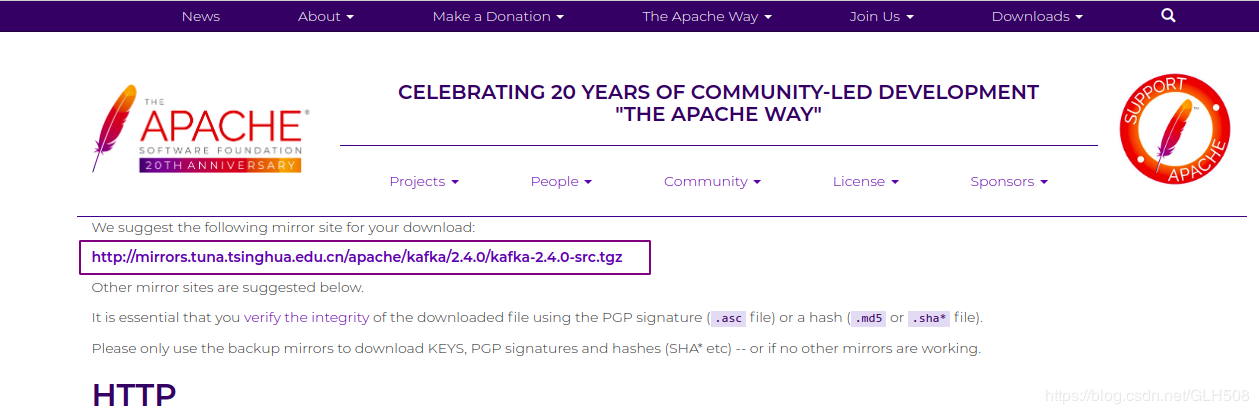 News About Make a Donation The Apache Way Join Us Downloads
THE
APACHE®
SOFTWARE FOUNDATION
20TH ANNIVERSARY
CELEBRATING 20 YEARS OF COMMUNITY-LED DEVELOPMENT
"THE APACHE WAY"
SUPPORT
APACHE
Projects People Community License Sponsors
We suggest the following mirror site for your download:
http://mirrors.tuna.tsinghua.edu.cn/apache/kafka/2.4.0/kafka-2.4.0-src.tgz
Other mirror sites are suggested below.
It is essential that you verify the integrity of the downloaded file using the PGP signature (.asc file) or a hash (.md5 or .sha* file).
Please only use the backup mirrors to download KEYS, PGP signatures and hashes (SHA* etc) -- or if no other mirrors are working.
HTTP
https://blog.csdn.net/GLH508